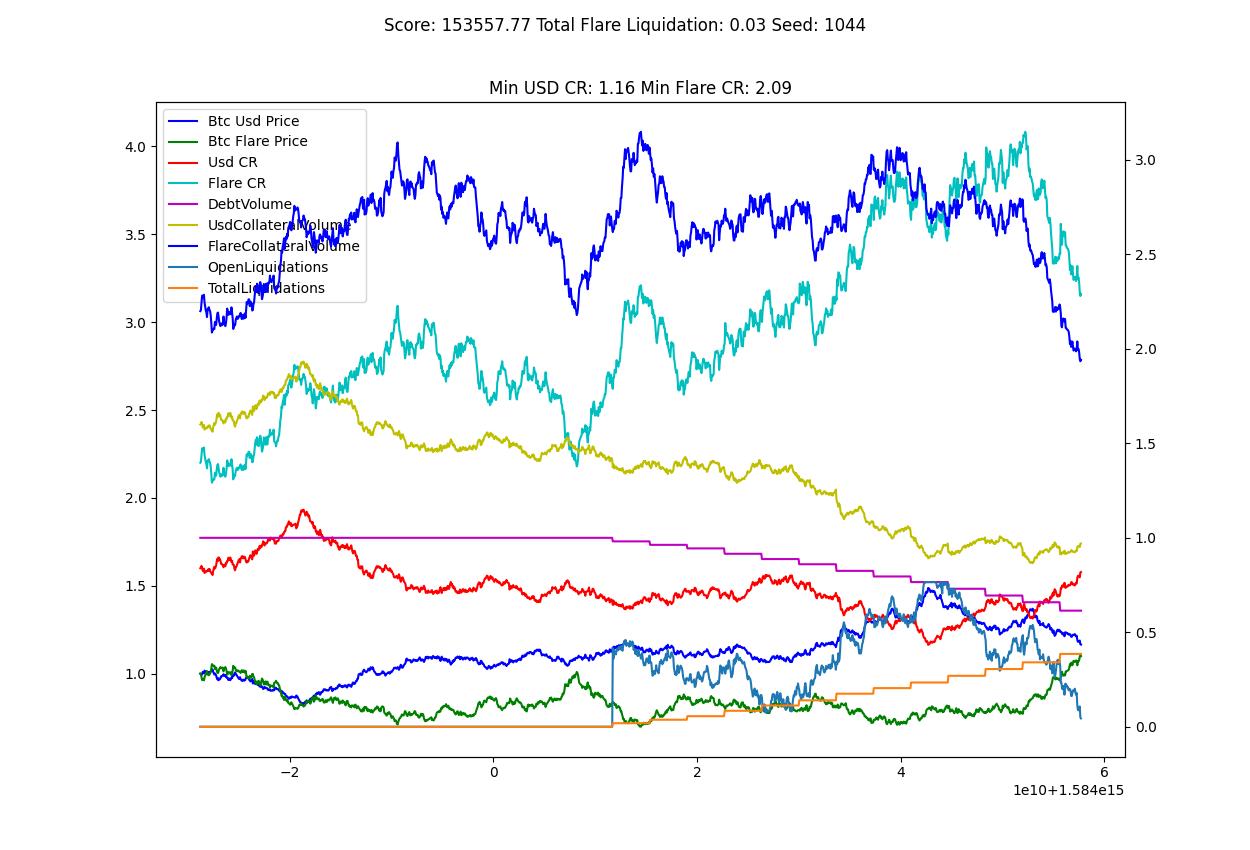 Score: 153557.77 Total Flare Liquidation: 0.03 Seed: 1044
Min USD CR: 1.16 Min Flare CR: 2.09
Btc Usd Price
Btc Flare Price
Usd CR
Flare CR
DebtVolume
UsdCollateralVolume
FlareCollateralVolume
OpenLiquidations
TotalLiquidations
4.0
3.5
3.0
2.5
2.0
1.5
1.0
3.0
2.5
2.0
1.5
1.0
0.5
0.0
−2
0
2
4
6
1e10+1.584e15